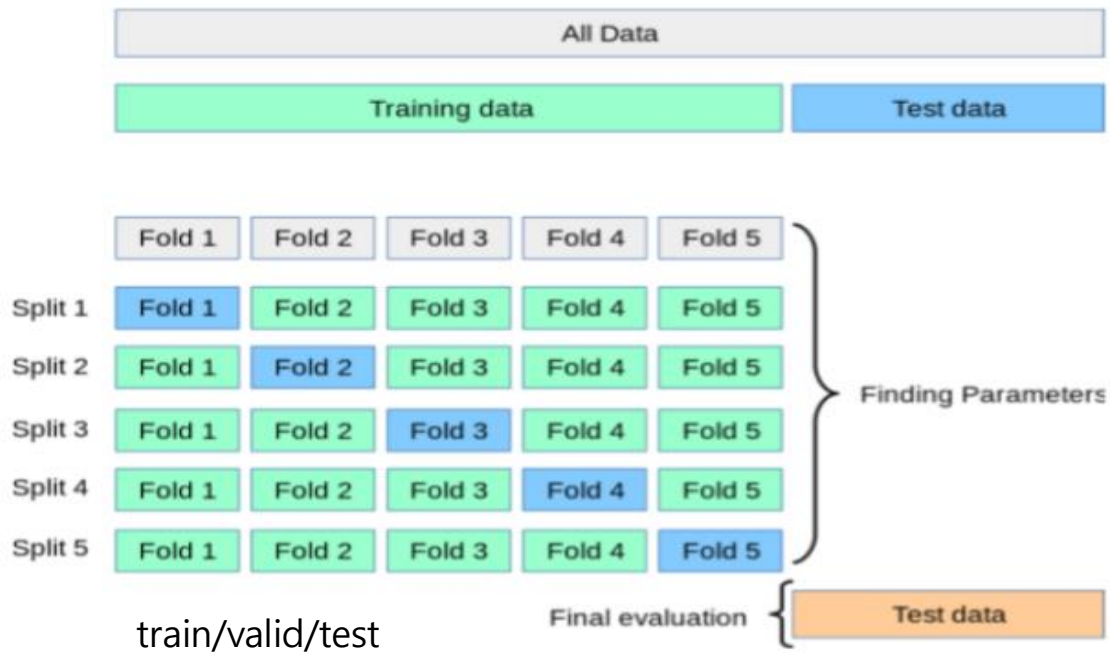 All Data
Training data Test data
Fold 1 Fold 2 Fold 3 Fold 4 Fold 5
Split 1 Fold 1 Fold 2 Fold 3 Fold 4 Fold 5
Split 2 Fold 1 Fold 2 Fold 3 Fold 4 Fold 5
Finding Parameters
Split 3 Fold 1 Fold 2 Fold 3 Fold 4 Fold 5
Split 4 Fold 1 Fold 2 Fold 3 Fold 4 Fold 5
Split 5 Fold 1 Fold 2 Fold 3 Fold 4 Fold 5
Final evaluation Test data
train/valid/test